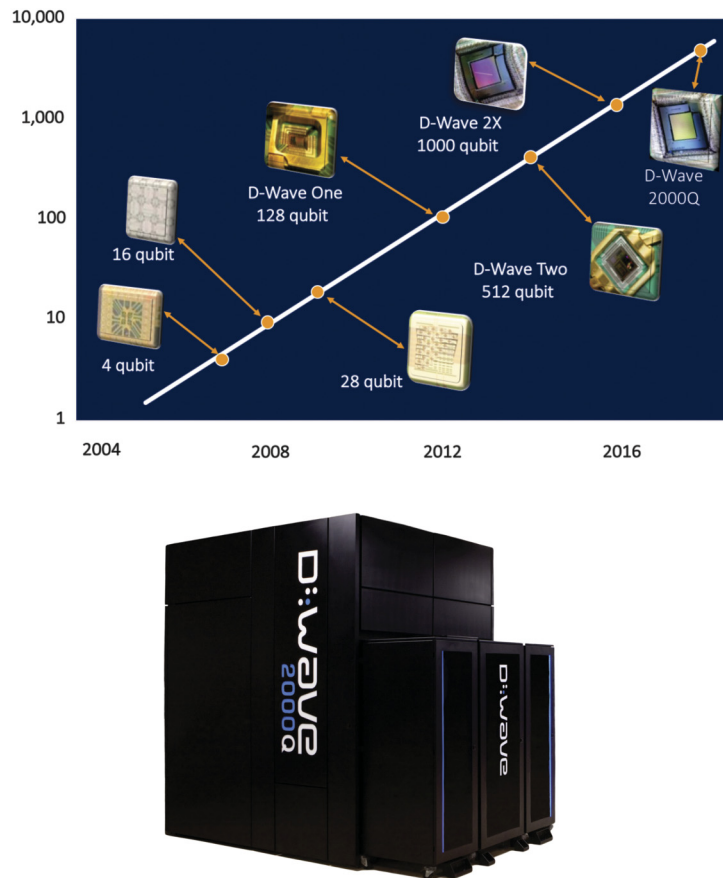 10,000
1,000
100
10
1
D-Wave 2X
1000 qubit
D-Wave
2000Q
D-Wave One
128 qubit
16 qubit
D-Wave Two
512 qubit
4 qubit
28 qubit
2004
2008
2012
2016
D:wave
2000Q
D:wave